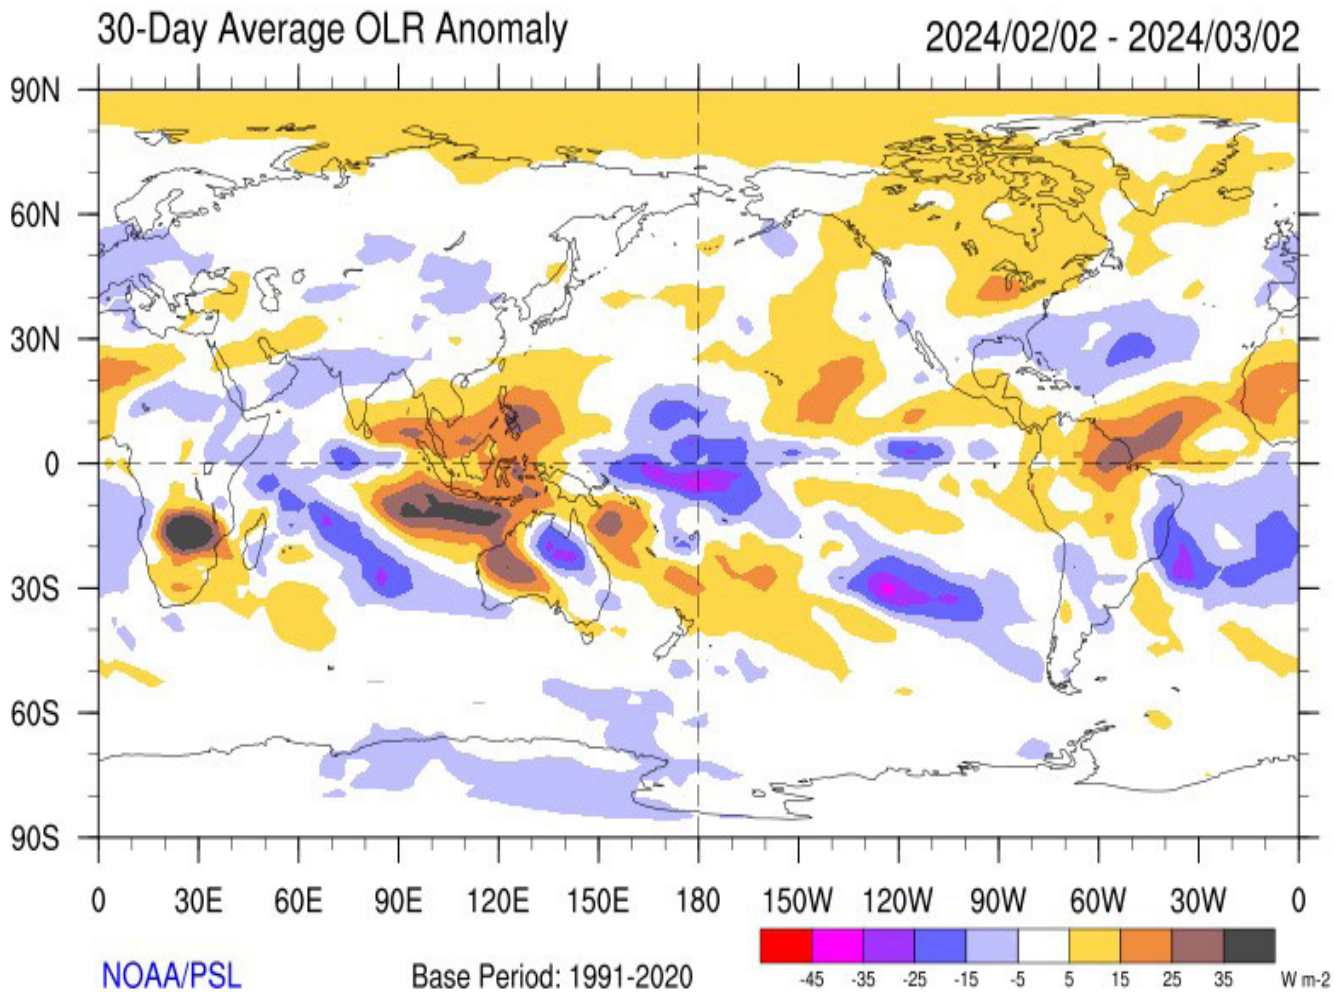 30-Day Average OLR Anomaly
2024/02/02 - 2024/03/02
90N
60N
30N
0
30S
60S
90S
0 30E 60E 90E 120E 150E 180 150W 120W 90W 60W 30W 0
-45 -35 -25 -15 -5 5 15 25 35 W m-2
NOAA/PSL
Base Period: 1991-2020